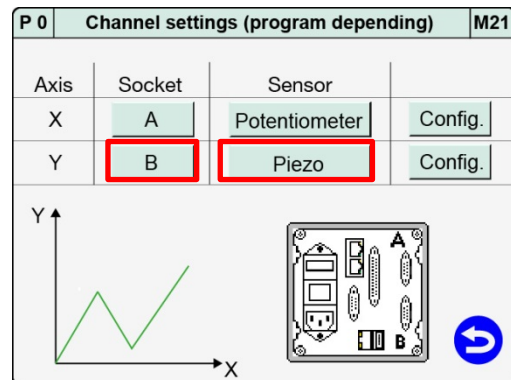 P 0 Channel settings (program depending) M21
Axis Socket Sensor
X A Potentiometer Config.
Y B Piezo Config.
Y
A
B
X